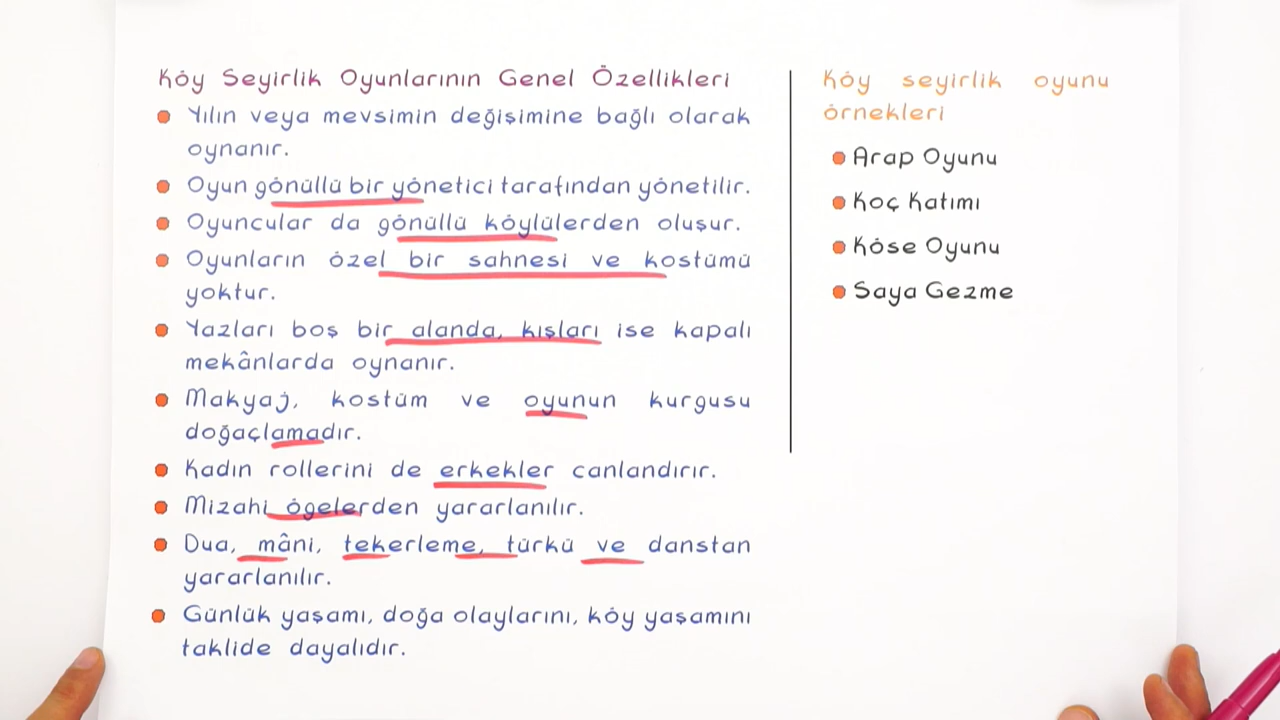 Köy Seyirlik Oyunlarının Genel Özellikleri
Yılın veya mevsimin değişimine bağlı olarak
oynanır.
Oyun gönüllü bir yönetici tarafından yönetilir.
Oyuncular da gönüllü köylülerden oluşur.
Oyunların özel bir sahnesi ve kostümü
yoktur.
Yazları boş bir alanda, kışları ise kapalı
mekânlarda oynanır.
Makyaj, kostüm ve oyunun kurgusu
doğaçlamadır.
Kadın rollerini de erkekler canlandırır.
Mizahi ögelerden yararlanılır.
Dua, mâni, tekerleme, türkü ve danstan
yararlanılır.
Günlük yaşamı, doğa olaylarını, köy yaşamını
taklide dayalıdır.
Köy seyirlik oyunu
örnekleri
Arap Oyunu
Koç Katımı
Köse Oyunu
Saya Gezme